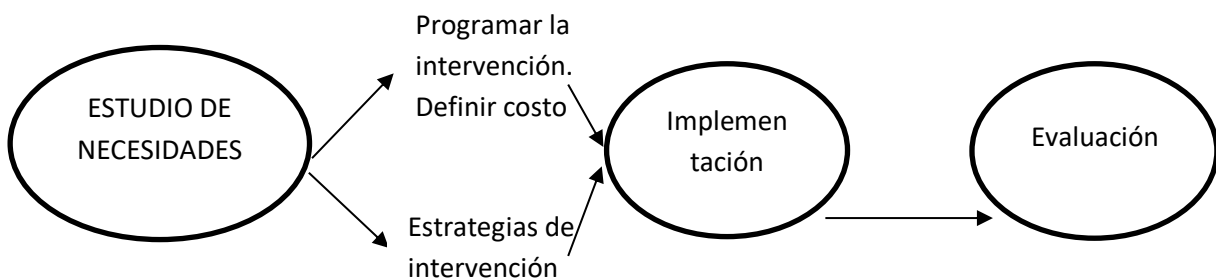 ESTUDIO DE
NECESIDADES
Programar la
intervención.
Definir costo
Estrategias de
intervención
Implemen
tación
Evaluación